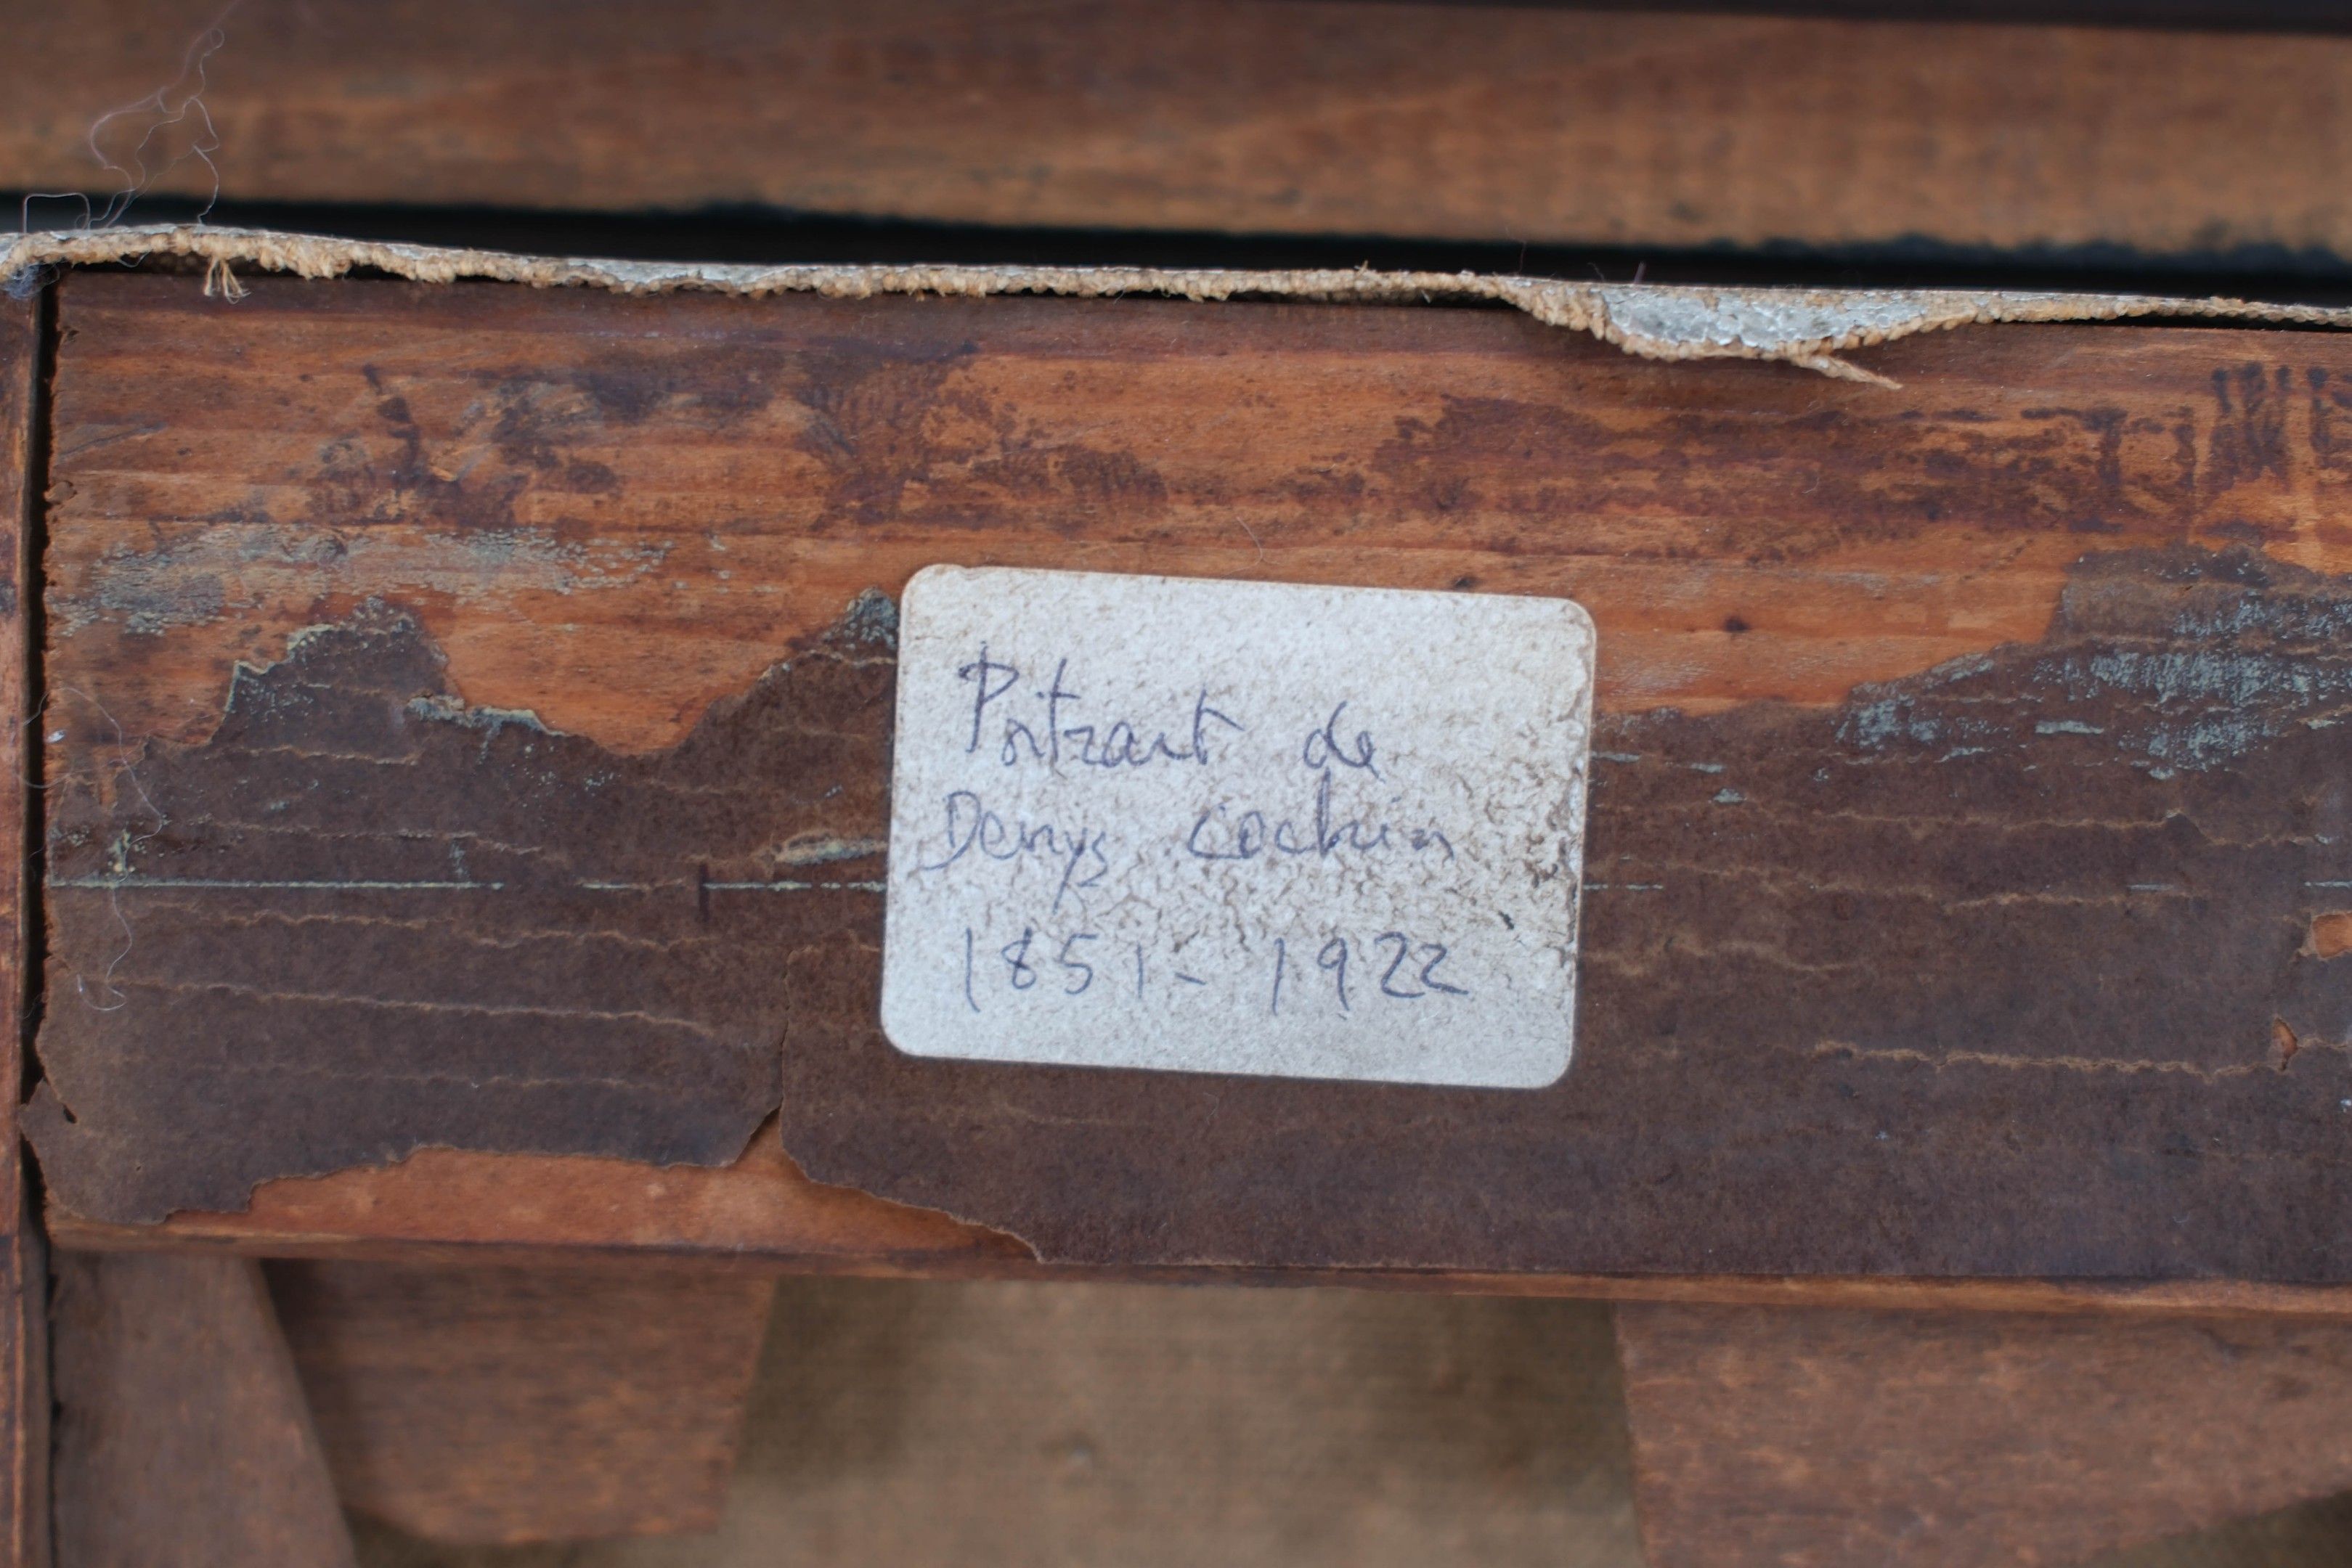 Portrait de
Denys Cochin
1851 - 1922